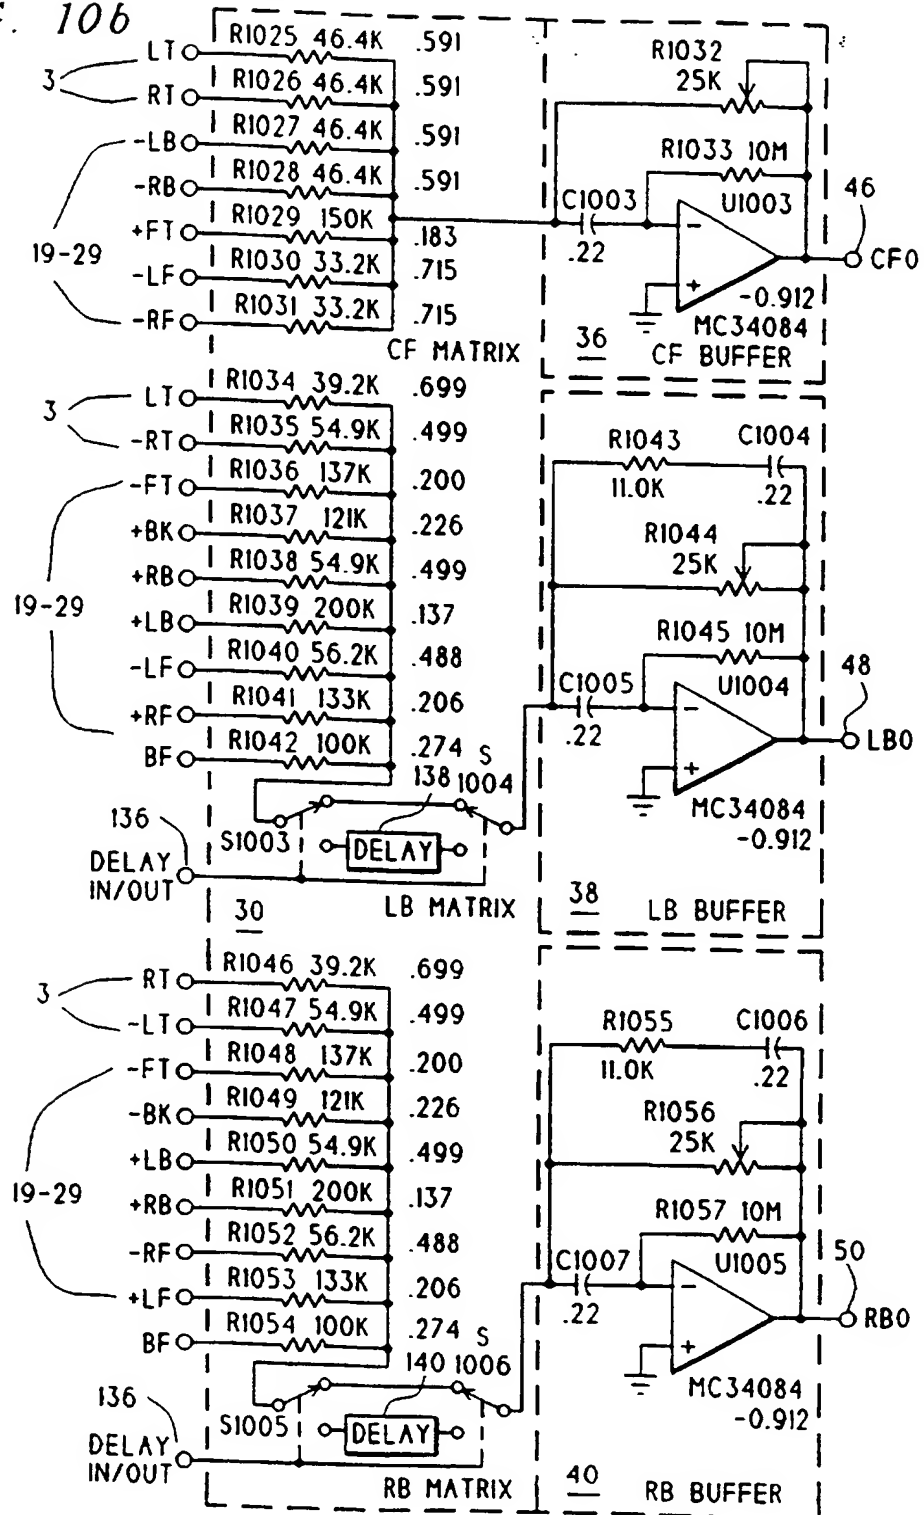 . 10b
LT R1025 46.4K .591
3
RT R1026 46.4K .591
-LB R1027 46.4K .591
-RB R1028 46.4K .591
+FT R1029 150K .183
19-29
-LF R1030 33.2K .715
-RF R1031 33.2K .715
CF MATRIX
R1032
25K
R1033 10M
C1003
.22
U1003
-
+
46
CFO
-0.912
MC34084
36 CF BUFFER
LT R1034 39.2K .699
3
-RT R1035 54.9K .499
-FT R1036 137K .200
+BK R1037 121K .226
+RB R1038 54.9K .499
19-29
+LB R1039 200K .137
-LF R1040 56.2K .488
+RF R1041 133K .206
BF R1042 100K .274
S
138 1004
136
S1003
DELAY
DELAY
IN/OUT
30
LB MATRIX
R1043
11.0K
C1004
.22
R1044
25K
R1045 10M
C1005
.22
U1004
-
+
48
LBO
MC34084
-0.912
38 LB BUFFER
RT R1046 39.2K .699
3
-LT R1047 54.9K .499
-FT R1048 137K .200
-BK R1049 121K .226
+LB R1050 54.9K .499
19-29
+RB R1051 200K .137
-RF R1052 56.2K .488
+LF R1053 133K .206
BF R1054 100K .274
S
140 1006
136
S1005
DELAY
DELAY
IN/OUT
RB MATRIX
R1055
11.0K
C1006
.22
R1056
25K
R1057 10M
C1007
.22
U1005
-
+
50
RBO
MC34084
-0.912
40 RB BUFFER